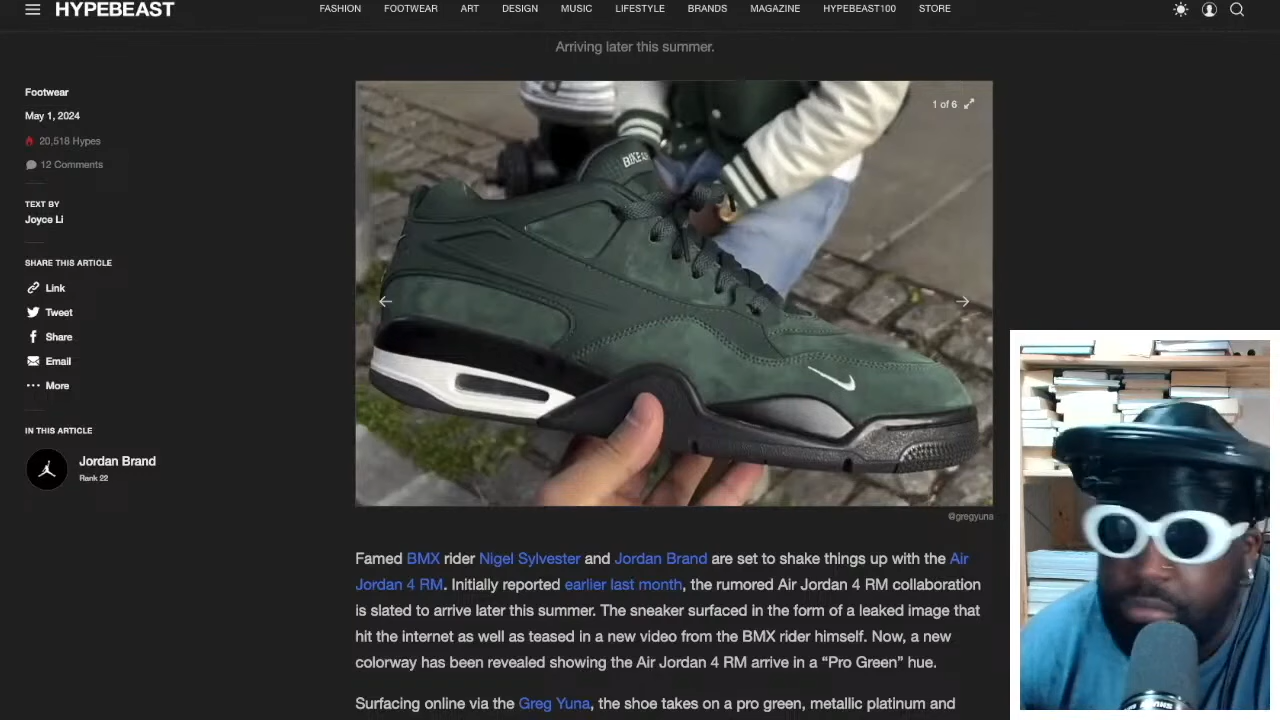 HYPEBEAST
FASHION FOOTWEAR ART DESIGN MUSIC LIFESTYLE BRANDS MAGAZINE HYPEBEAST100 STORE
Arriving later this summer.
Footwear
May 1, 2024
20,518 Hypes
12 Comments
TEXT BY
Joyce Li
SHARE THIS ARTICLE
Link
Tweet
Share
Email
More
IN THIS ARTICLE
Jordan Brand
Rank 22
1 of 6
@gregyuna
Famed BMX rider Nigel Sylvester and Jordan Brand are set to shake things up with the Air
Jordan 4 RM. Initially reported earlier last month, the rumored Air Jordan 4 RM collaboration
is slated to arrive later this summer. The sneaker surfaced in the form of a leaked image that
hit the internet as well as teased in a new video from the BMX rider himself. Now, a new
colorway has been revealed showing the Air Jordan 4 RM arrive in a “Pro Green” hue.
Surfacing online via the Greg Yuna, the shoe takes on a pro green, metallic platinum and